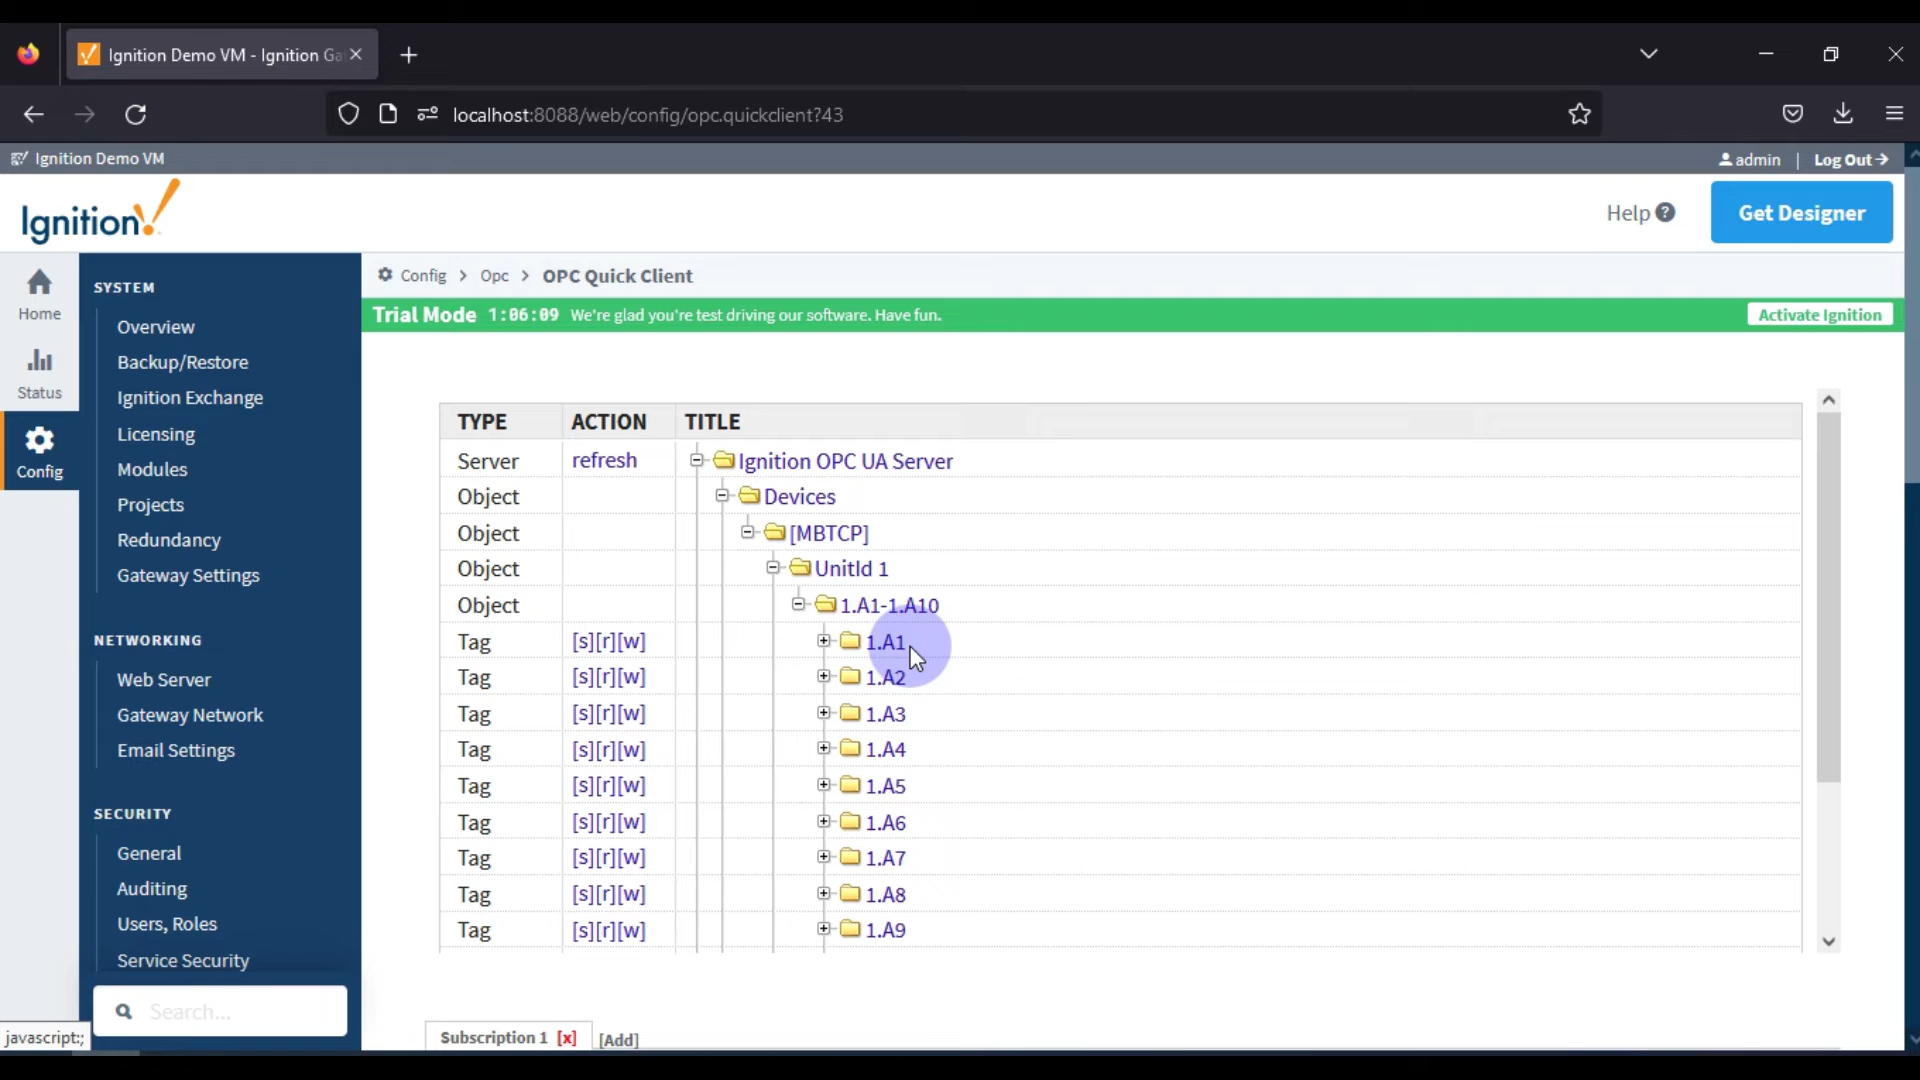 Ignition Demo VM - Ignition Ga
localhost:8088/web/config/opc.quickclient?43
Ignition Demo VM
admin | Log Out
Ignition!
Help ?
Get Designer
Home
Status
Config
SYSTEM
Overview
Backup/Restore
Ignition Exchange
Licensing
Modules
Projects
Redundancy
Gateway Settings
NETWORKING
Web Server
Gateway Network
Email Settings
SECURITY
General
Auditing
Users, Roles
Service Security
Search...
javascript:;
Config > Opc > OPC Quick Client
Trial Mode 1:06:09 We're glad you're test driving our software. Have fun.
Activate Ignition
TYPE ACTION TITLE
Server refresh Ignition OPC UA Server
Object Devices
Object [MBTCP]
Object UnitId 1
Object 1.A1-1.A10
Tag [s][r][w] 1.A1
Tag [s][r][w] 1.A2
Tag [s][r][w] 1.A3
Tag [s][r][w] 1.A4
Tag [s][r][w] 1.A5
Tag [s][r][w] 1.A6
Tag [s][r][w] 1.A7
Tag [s][r][w] 1.A8
Tag [s][r][w] 1.A9
Subscription 1 [x] [Add]